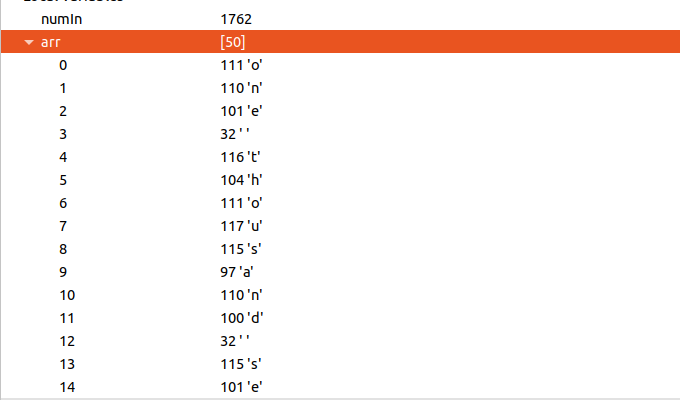 numIn 1762
arr [50]
0 111 'o'
1 110 'n'
2 101 'e'
3 32 ' '
4 116 't'
5 104 'h'
6 111 'o'
7 117 'u'
8 115 's'
9 97 'a'
10 110 'n'
11 100 'd'
12 32 ' '
13 115 's'
14 101 'e'